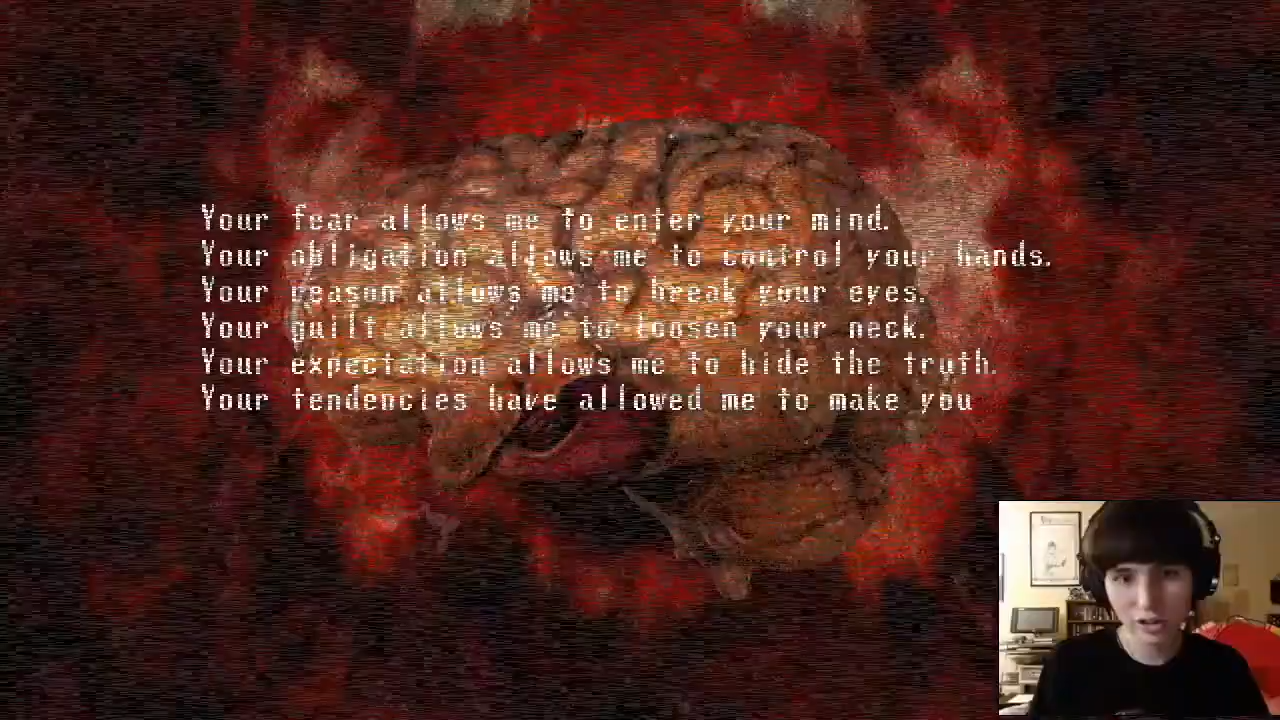 Your fear allows me to enter your mind.
Your obligation allows me to control your hands.
Your reason allows me to break your eyes.
Your guilt allows me to loosen your neck.
Your expectation allows me to hide the truth.
Your tendencies have allowed me to make you